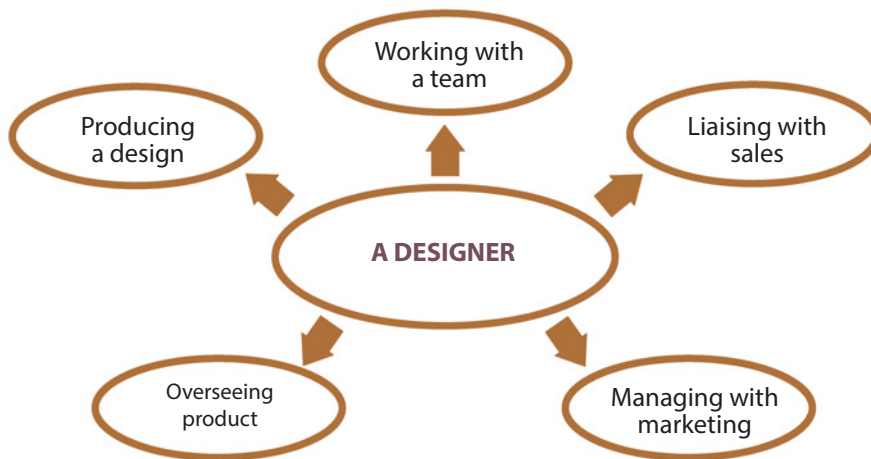 Working with
a team
Producing
a design
Liaising with
sales
A DESIGNER
Overseeing
product
Managing with
marketing